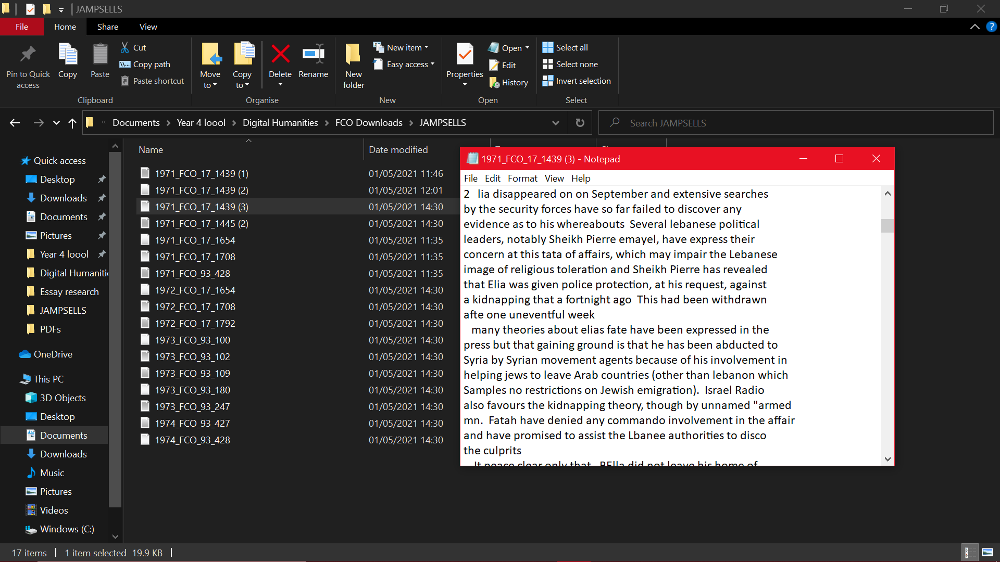 JAMPSELLS
File Home Share View
Pin to Quick access
Copy
Paste
Cut
Copy path
Paste shortcut
Clipboard
Move to
Copy to
Delete
Rename
Organise
New folder
New item
Easy access
New
Properties
Open
Edit
History
Open
Select all
Select none
Invert selection
Select
« Documents > Year 4 loool > Digital Humanities > FCO Downloads > JAMPSELLS
Search JAMPSELLS
Quick access
Desktop
Downloads
Documents
Pictures
Year 4 loool
Digital Humanitie
Essay research
JAMPSELLS
PDFs
OneDrive
This PC
3D Objects
Desktop
Documents
Downloads
Music
Pictures
Videos
Windows (C:)
Name Date modified
1971_FCO_17_1439 (1) 01/05/2021 11:46
1971_FCO_17_1439 (2) 01/05/2021 12:01
1971_FCO_17_1439 (3) 01/05/2021 14:30
1971_FCO_17_1445 (2) 01/05/2021 14:30
1971_FCO_17_1654 01/05/2021 11:35
1971_FCO_17_1708 01/05/2021 11:35
1971_FCO_93_428 01/05/2021 11:35
1972_FCO_17_1654 01/05/2021 14:30
1972_FCO_17_1708 01/05/2021 14:30
1972_FCO_17_1792 01/05/2021 14:30
1973_FCO_93_100 01/05/2021 14:30
1973_FCO_93_102 01/05/2021 14:30
1973_FCO_93_109 01/05/2021 14:30
1973_FCO_93_180 01/05/2021 14:30
1973_FCO_93_247 01/05/2021 14:30
1974_FCO_93_427 01/05/2021 14:30
1974_FCO_93_428 01/05/2021 14:30
1971_FCO_17_1439 (3) - Notepad
File Edit Format View Help
2 lia disappeared on on September and extensive searches
by the security forces have so far failed to discover any
evidence as to his whereabouts Several lebanese political
leaders, notably Sheikh Pierre emayel, have express their
concern at this tata of affairs, which may impair the Lebanese
image of religious toleration and Sheikh Pierre has revealed
that Elia was given police protection, at his request, against
a kidnapping that a fortnight ago This had been withdrawn
afte one uneventful week
many theories about elias fate have been expressed in the
press but that gaining ground is that he has been abducted to
Syria by Syrian movement agents because of his involvement in
helping jews to leave Arab countries (other than lebanon which
Samples no restrictions on Jewish emigration). Israel Radio
also favours the kidnapping theory, though by unnamed "armed
mn. Fatah have denied any commando involvement in the affair
and have promised to assist the Lbanee authorities to disco
the culprits
It peace clear only that BElla did not leave his home of
17 items 1 item selected 19.9 KB